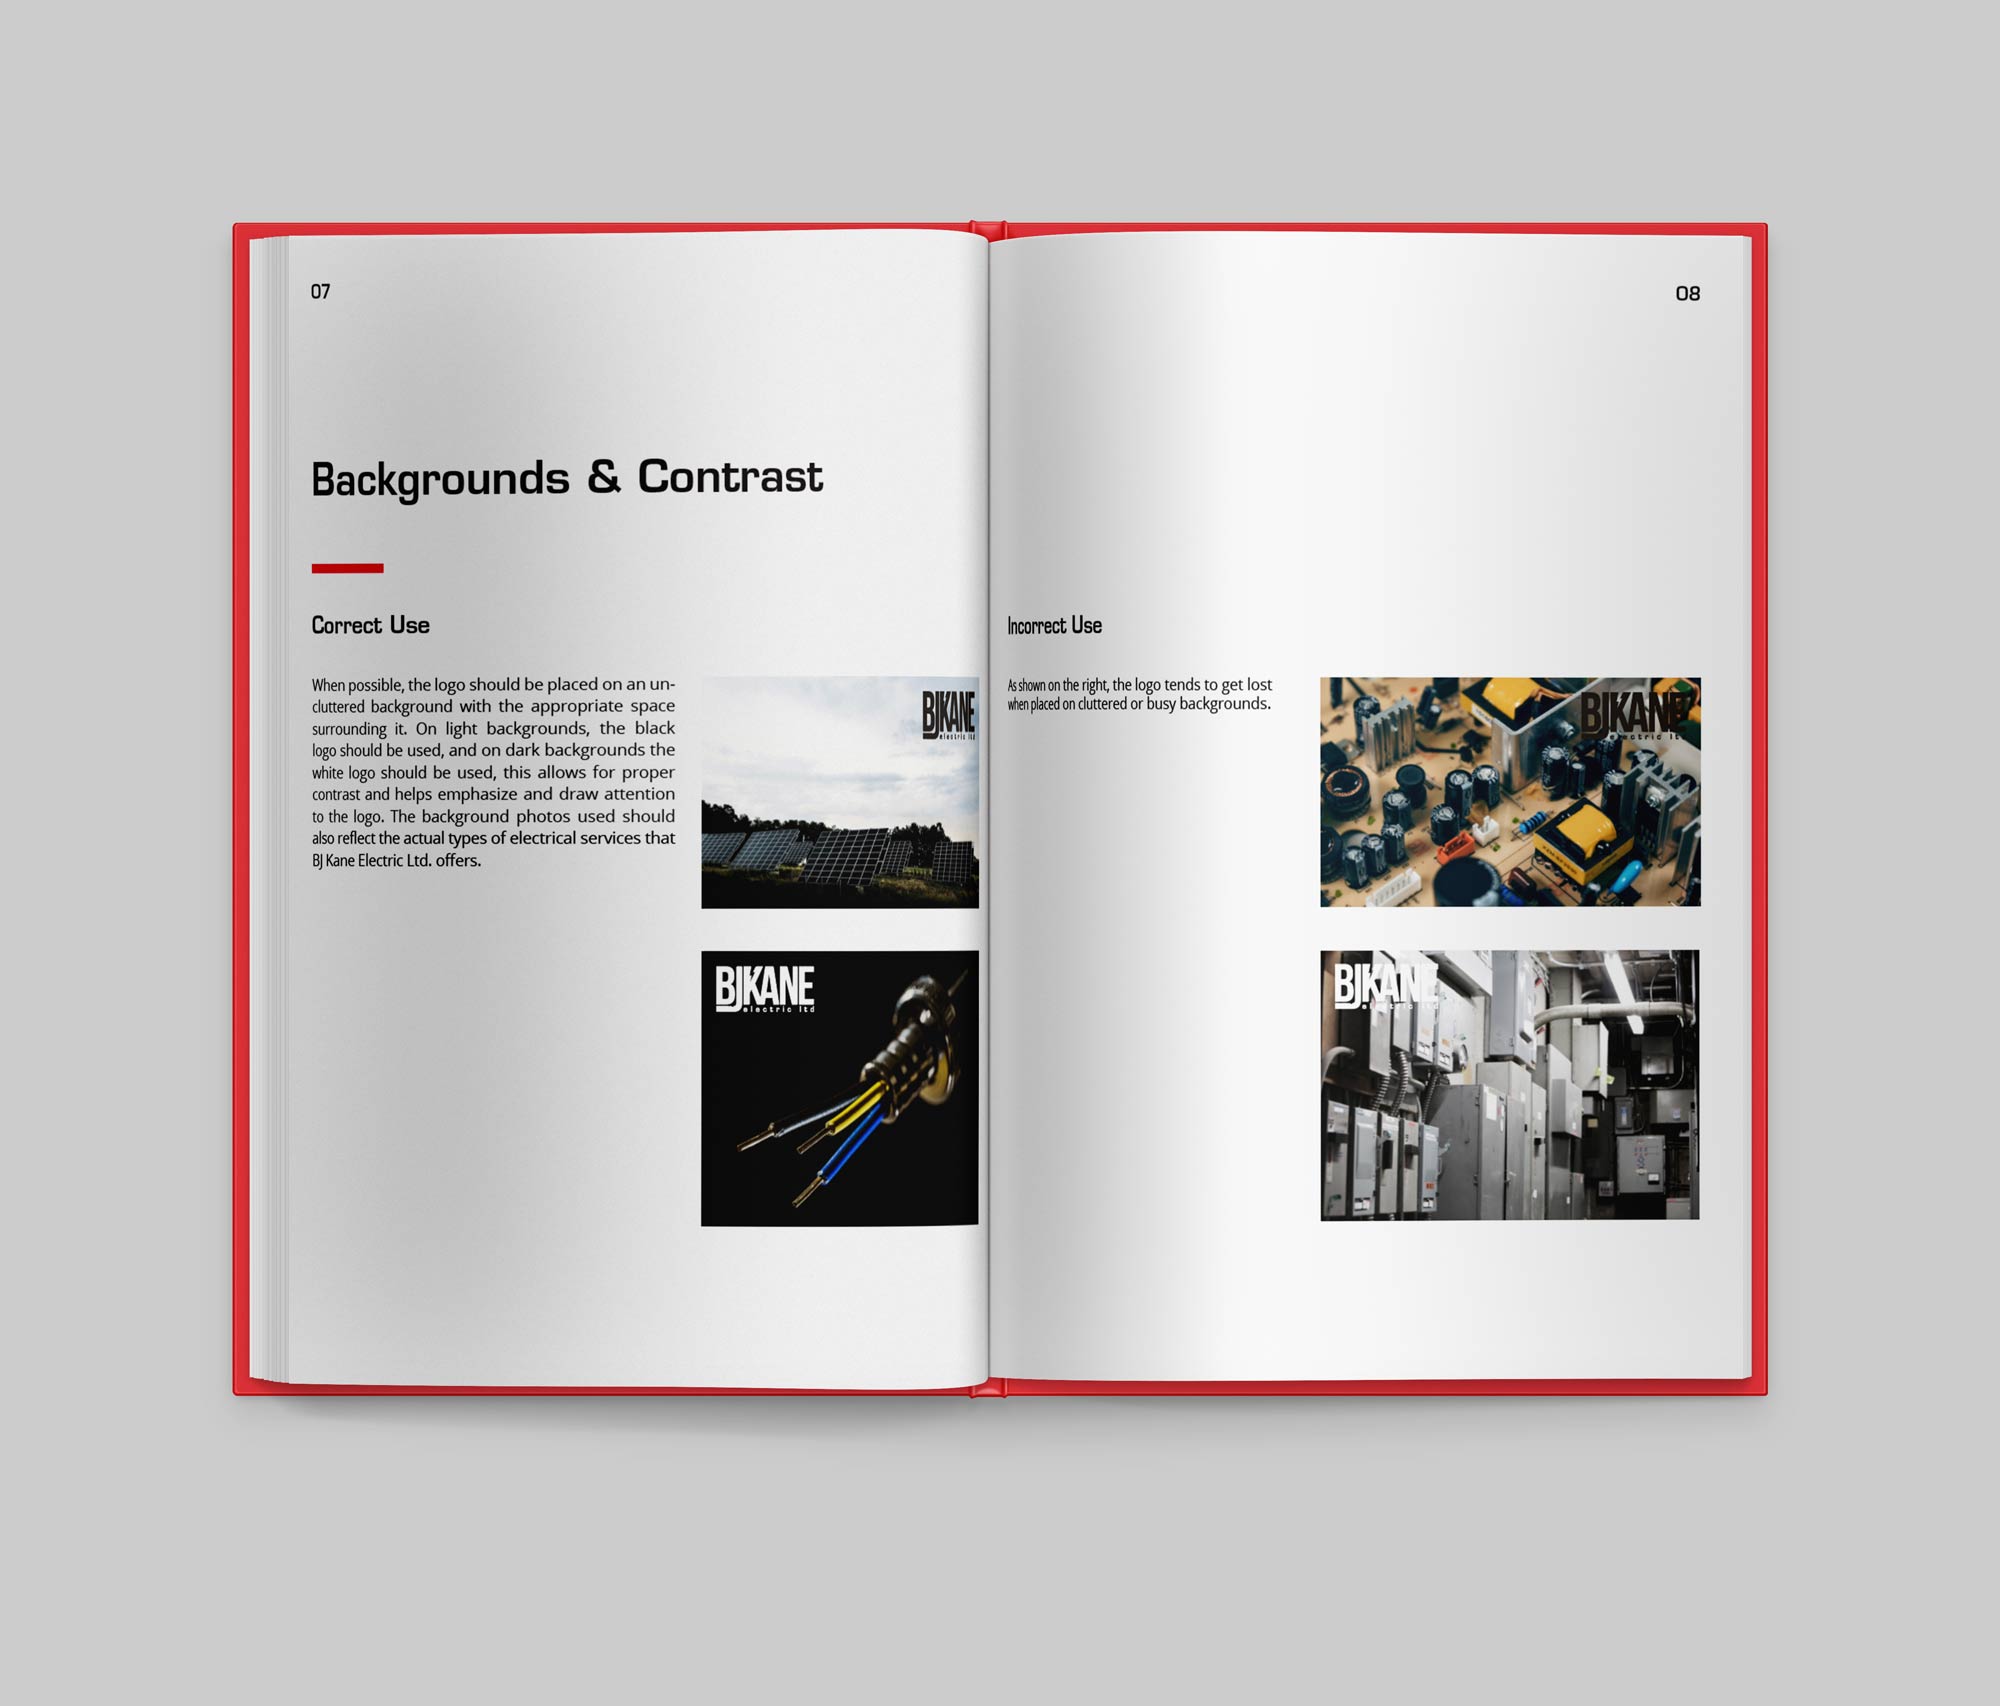 07
08
Backgrounds & Contrast
Correct Use
When possible, the logo should be placed on an un-
cluttered background with the appropriate space
surrounding it. On light backgrounds, the black
logo should be used, and on dark backgrounds the
white logo should be used, this allows for proper
contrast and helps emphasize and draw attention
to the logo. The background photos used should
also reflect the actual types of electrical services that
BJ Kane Electric Ltd. offers.
BJKANE
electric ltd
BJKANE
electric ltd
Incorrect Use
As shown on the right, the logo tends to get lost
when placed on cluttered or busy backgrounds.
BJKANE
electric ltd
BJKANE
electric ltd